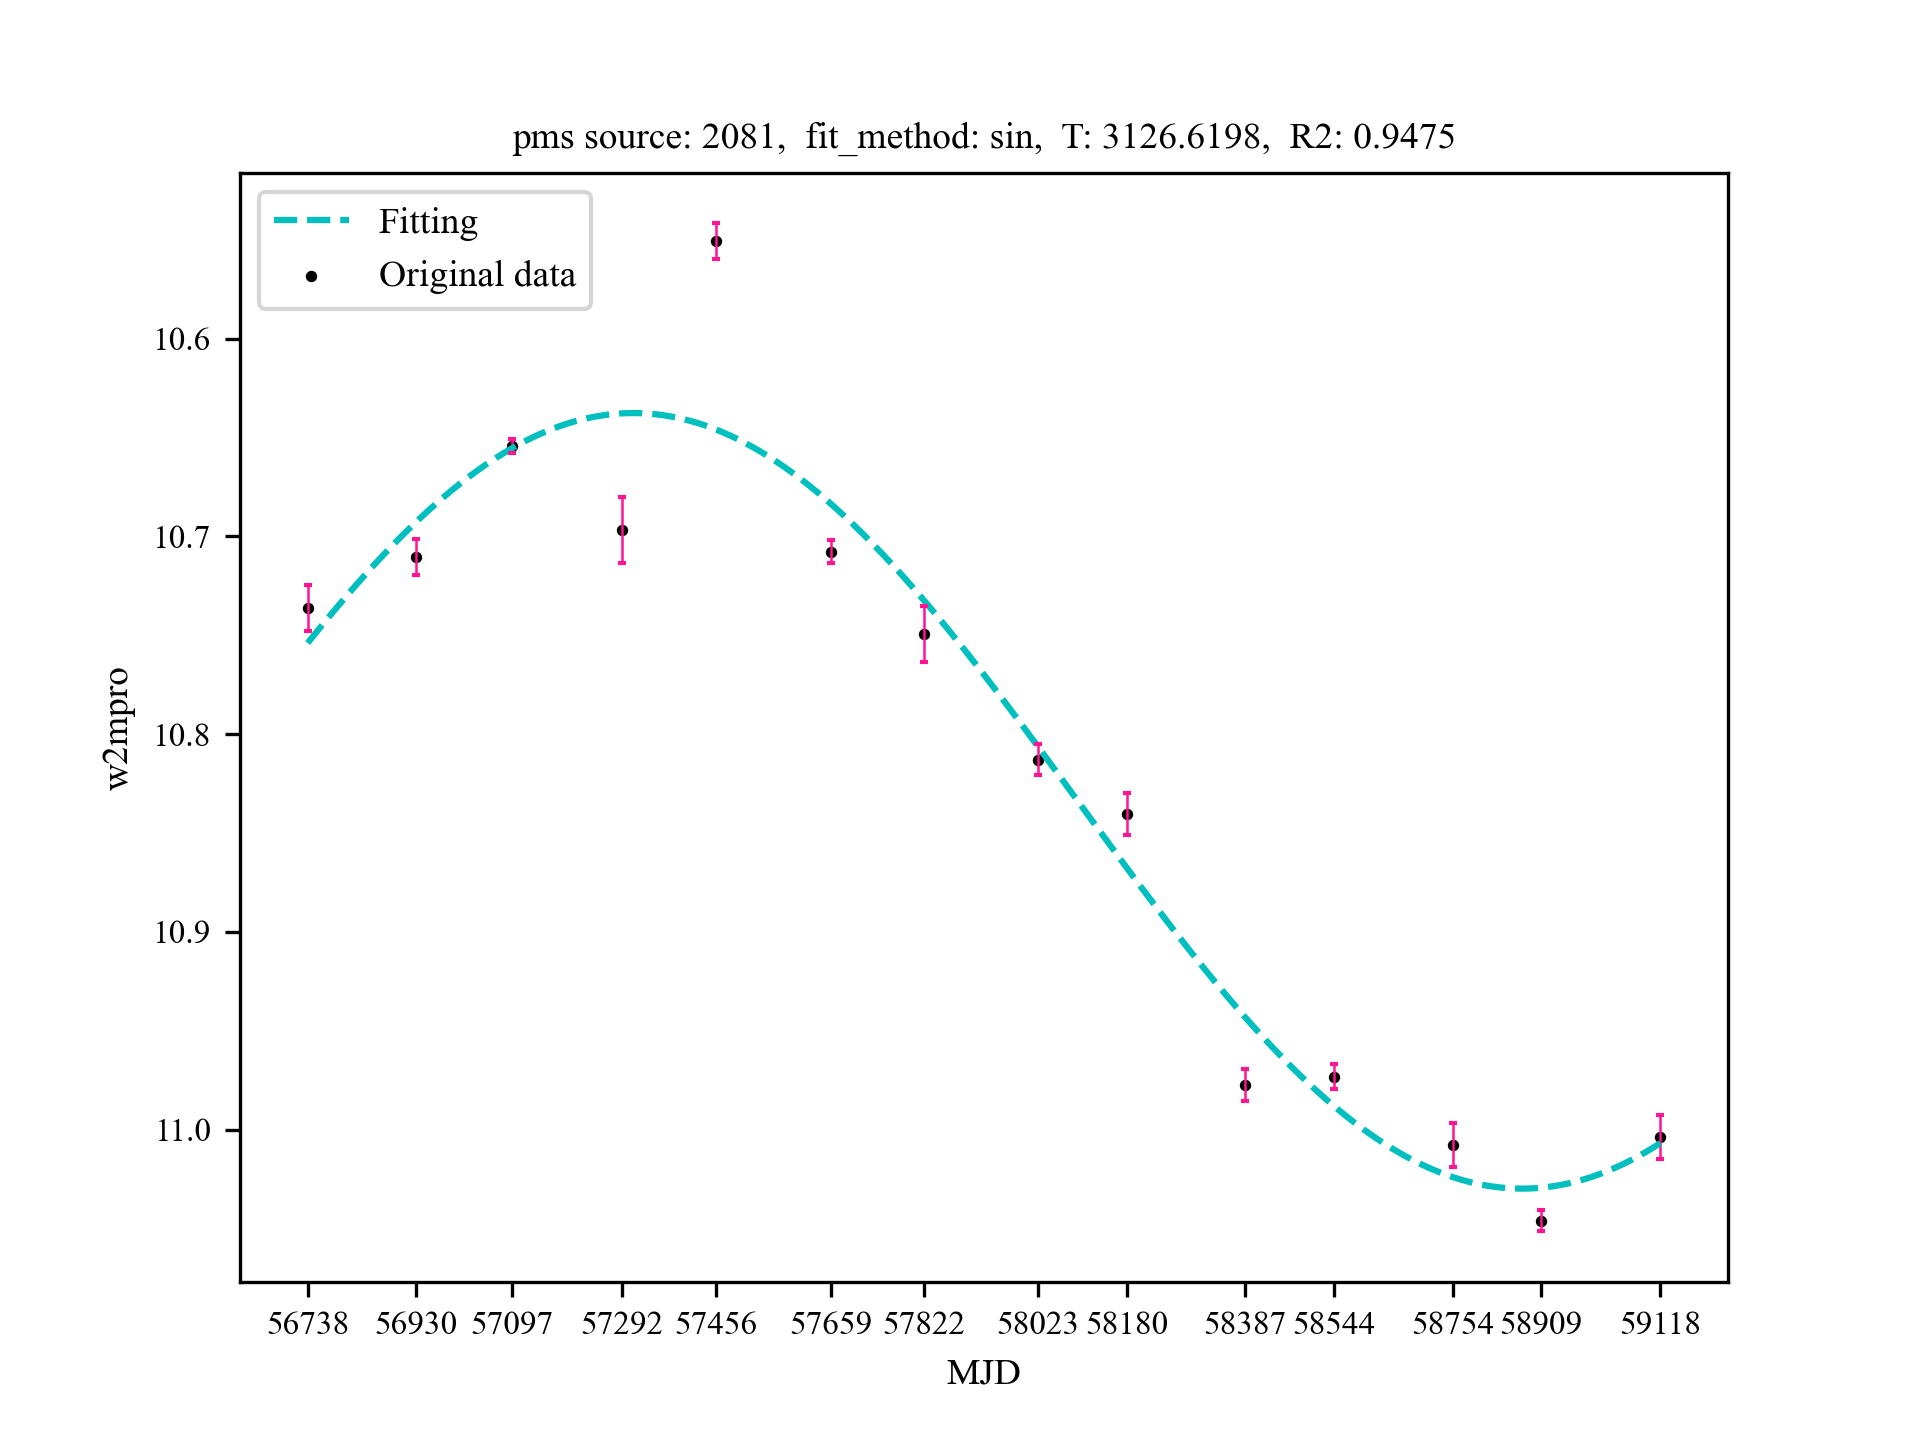 pms source: 2081,  fit_method: sin,  T: 3126.6198,  R2: 0.9475
Fitting
Original data
10.6
10.7
10.8
10.9
11.0
w2mpro
56738 56930 57097 57292 57456 57659 57822 58023 58180 58387 58544 58754 58909 59118
MJD